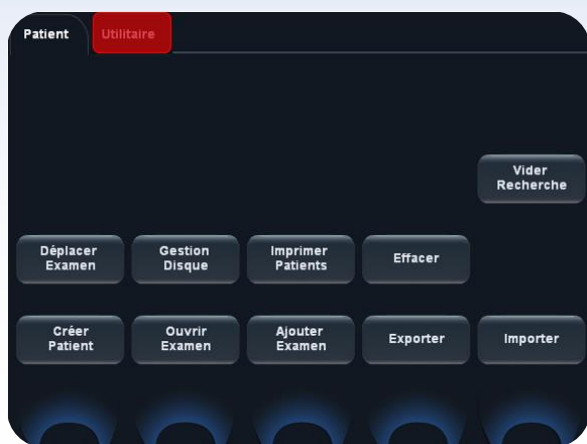 Patient
Utilitaire
Vider
Recherche
Déplacer
Examen
Gestion
Disque
Imprimer
Patients
Effacer
Créer
Patient
Ouvrir
Examen
Ajouter
Examen
Exporter
Importer